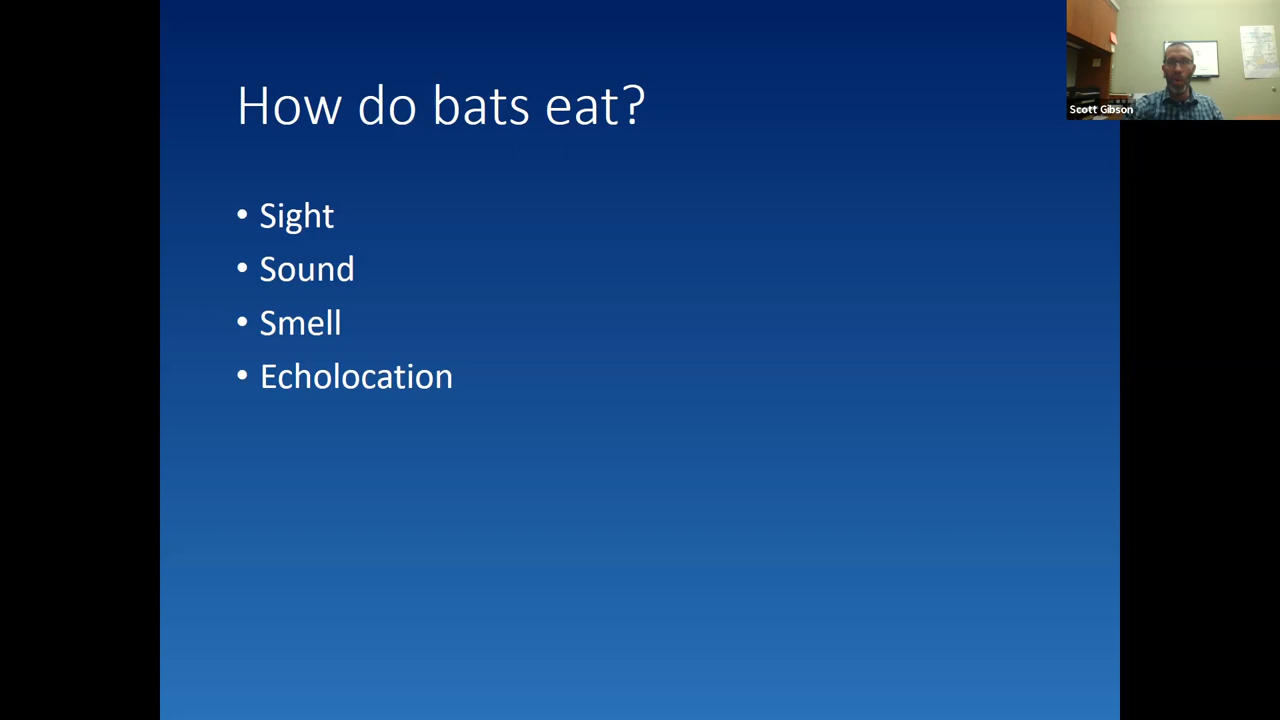 How do bats eat?
• Sight
• Sound
• Smell
• Echolocation
Scott Gibson